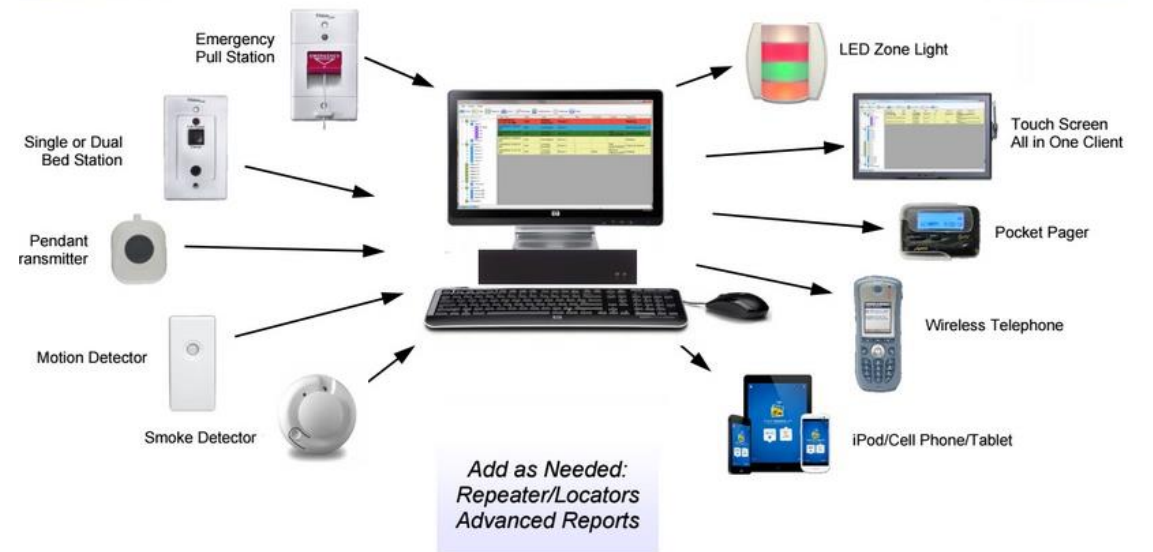 Emergency
Pull Station
LED Zone Light
Single or Dual
Bed Station
Touch Screen
All in One Client
Pendant
ransmitter
Pocket Pager
Wireless Telephone
Motion Detector
Smoke Detector
iPod/Cell Phone/Tablet
Add as Needed:
Repeater/Locators
Advanced Reports